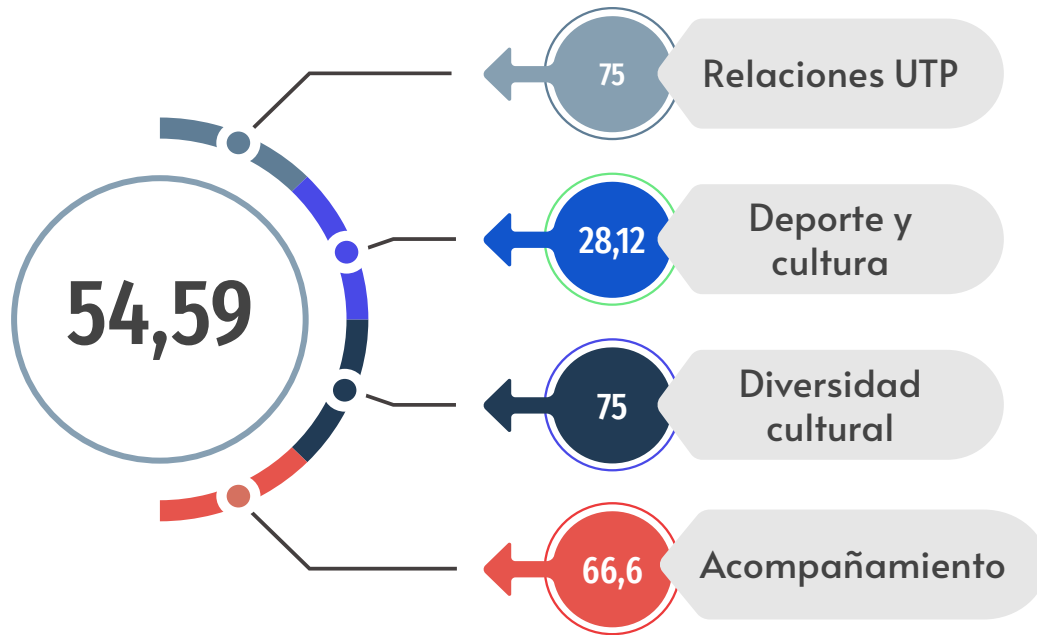 54,59
75
Relaciones UTP
28,12
Deporte y
cultura
75
Diversidad
cultural
66,6
Acompañamiento